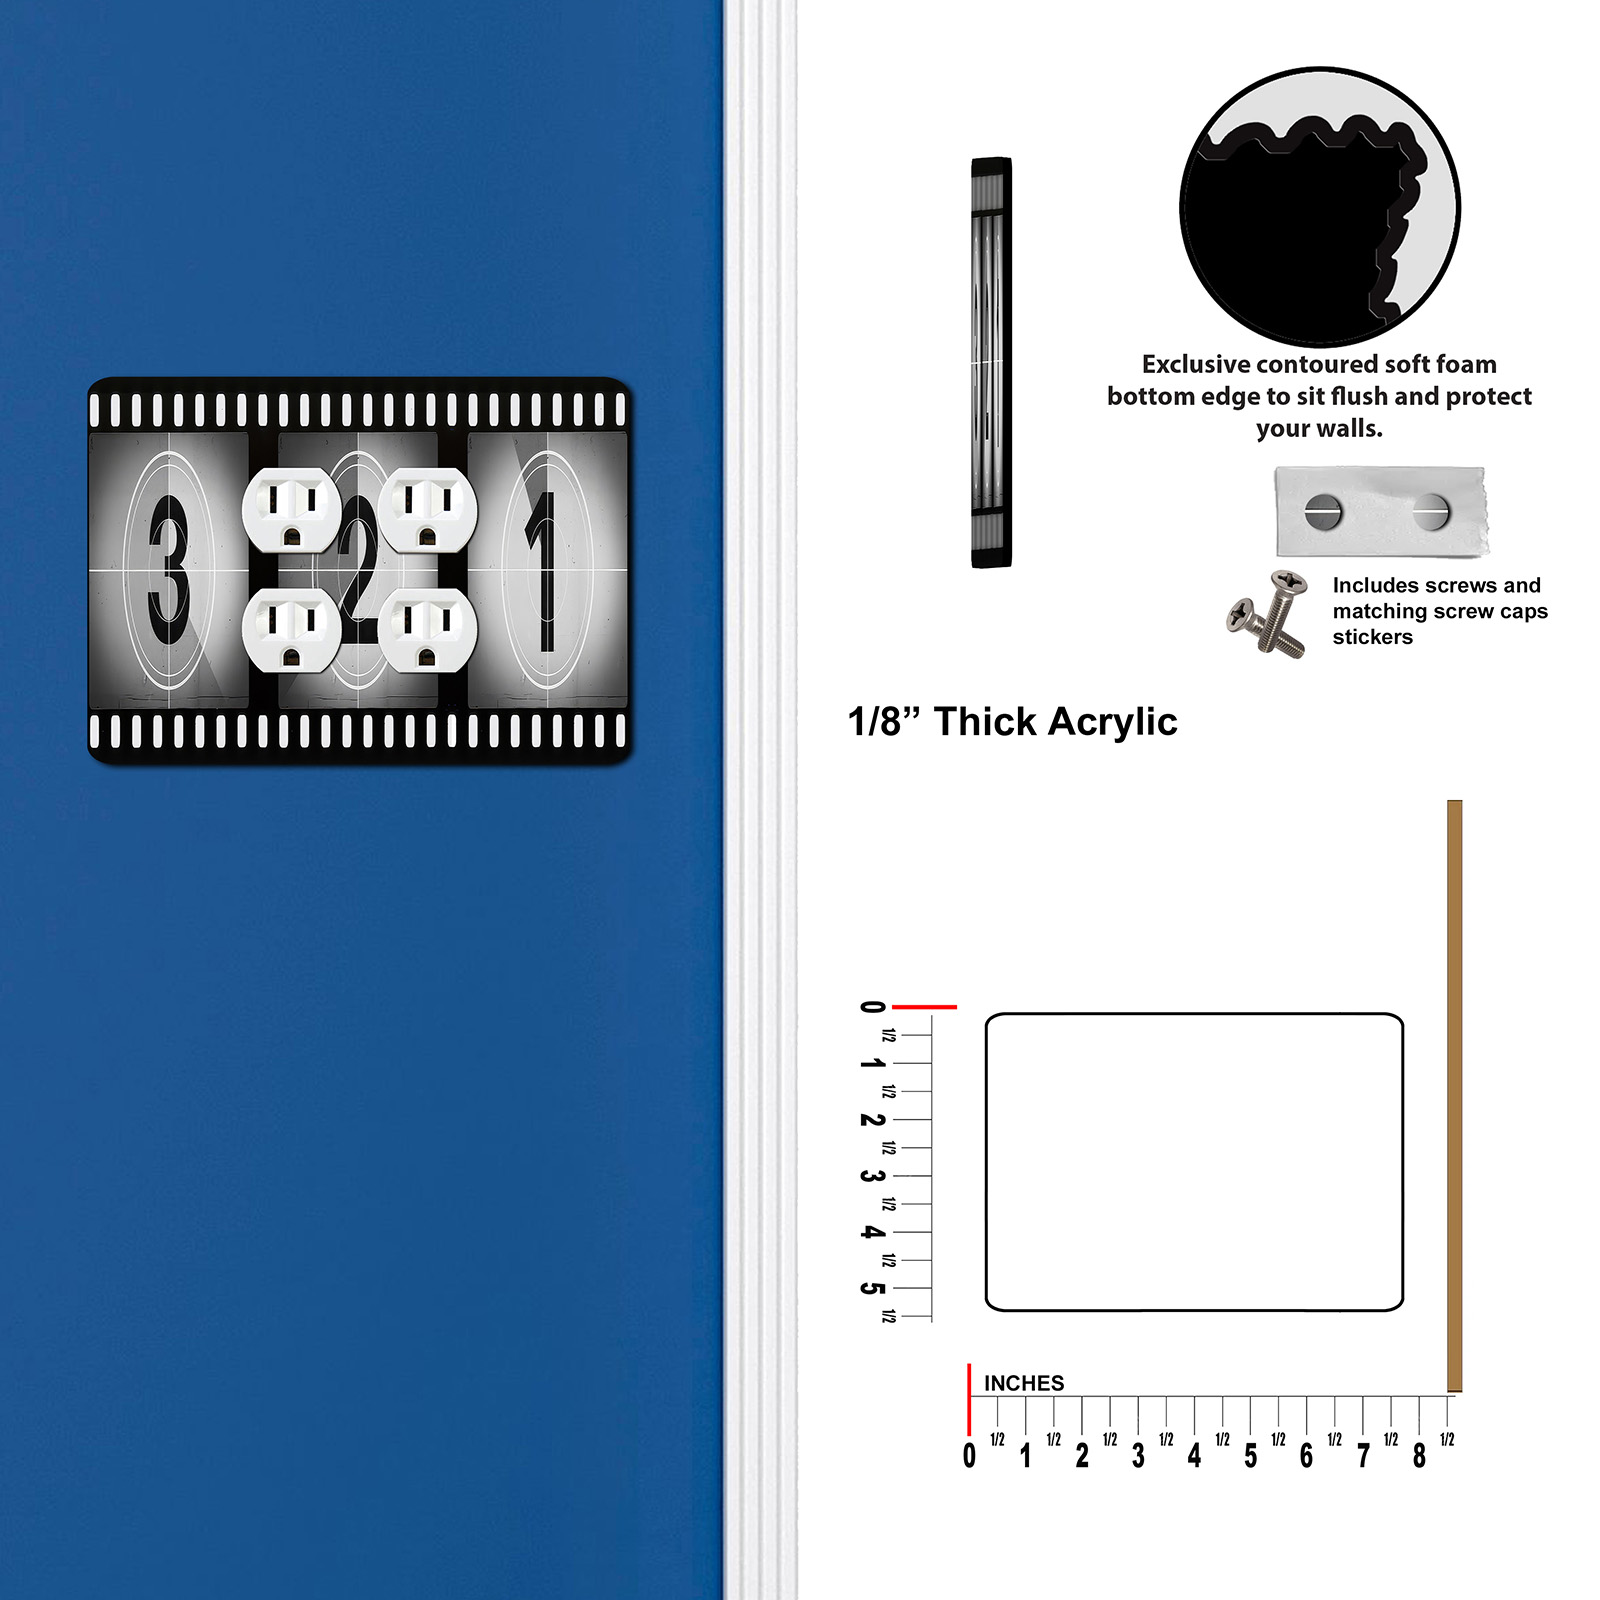 3 2 1
Exclusive contoured soft foam
bottom edge to sit flush and protect
your walls.
Includes screws and
matching screw caps
stickers
1/8” Thick Acrylic
0
1/2
1
1/2
2
1/2
3
1/2
4
1/2
5
1/2
INCHES
0 1/2 1 1/2 2 1/2 3 1/2 4 1/2 5 1/2 6 1/2 7 1/2 8 1/2